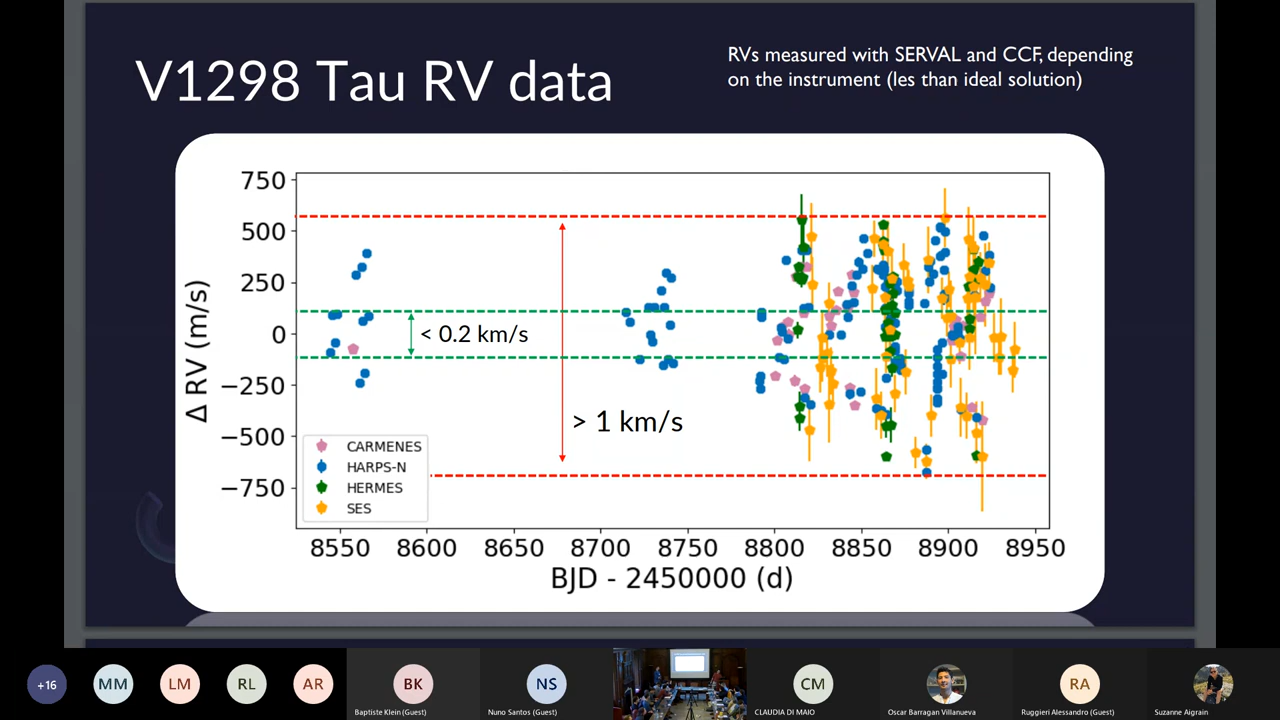 V1298 Tau RV data
RVs measured with SERVAL and CCF, depending
on the instrument (les than ideal solution)
750
500
250
0
−250
−500
−750
Δ RV (m/s)
< 0.2 km/s
> 1 km/s
CARMENES
HARPS-N
HERMES
SES
8550 8600 8650 8700 8750 8800 8850 8900 8950
BJD - 2450000 (d)
+16
MM
LM
RL
AR
BK
Baptiste Klein (Guest)
NS
Nuno Santos (Guest)
CM
CLAUDIA DI MAIO
Oscar Barragan Villanueva
RA
Ruggieri Alessandro (Guest)
Suzanne Aigrain